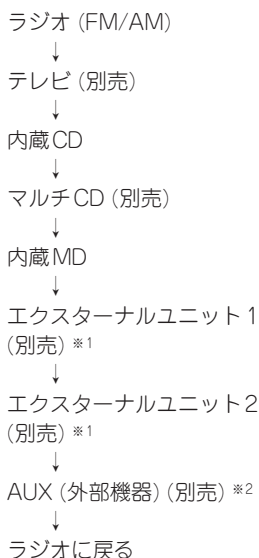 ラジオ（FM/AM）
↓
テレビ（別売）
↓
内蔵CD
↓
マルチCD（別売）
↓
内蔵MD
↓
エクスターナルユニット1
（別売）※1
↓
エクスターナルユニット2
（別売）※1
↓
AUX（外部機器）（別売）※2
↓
ラジオに戻る